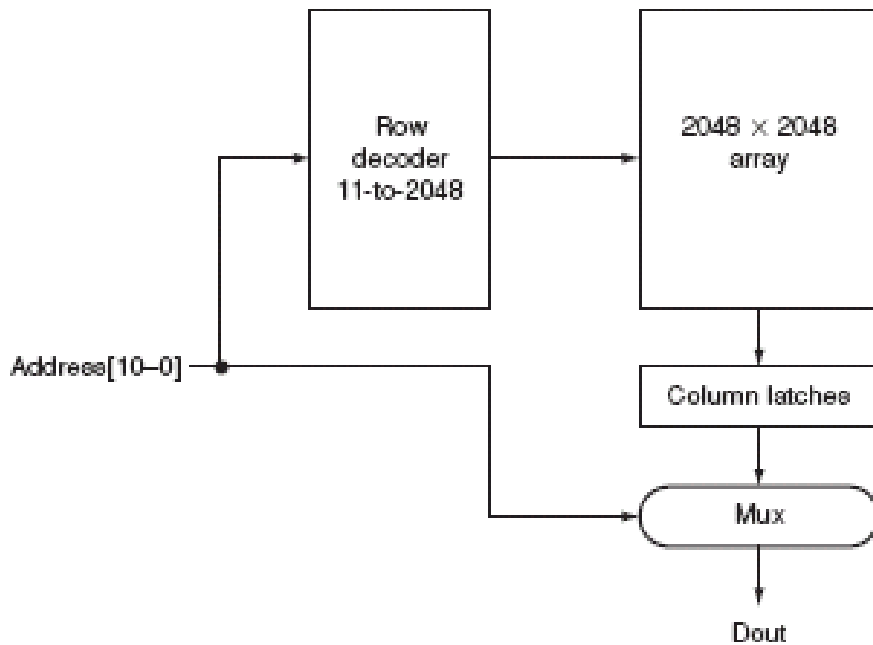 Row
decoder
11-to-2048
2048 × 2048
array
Address[10–0]
Column latches
Mux
Dout